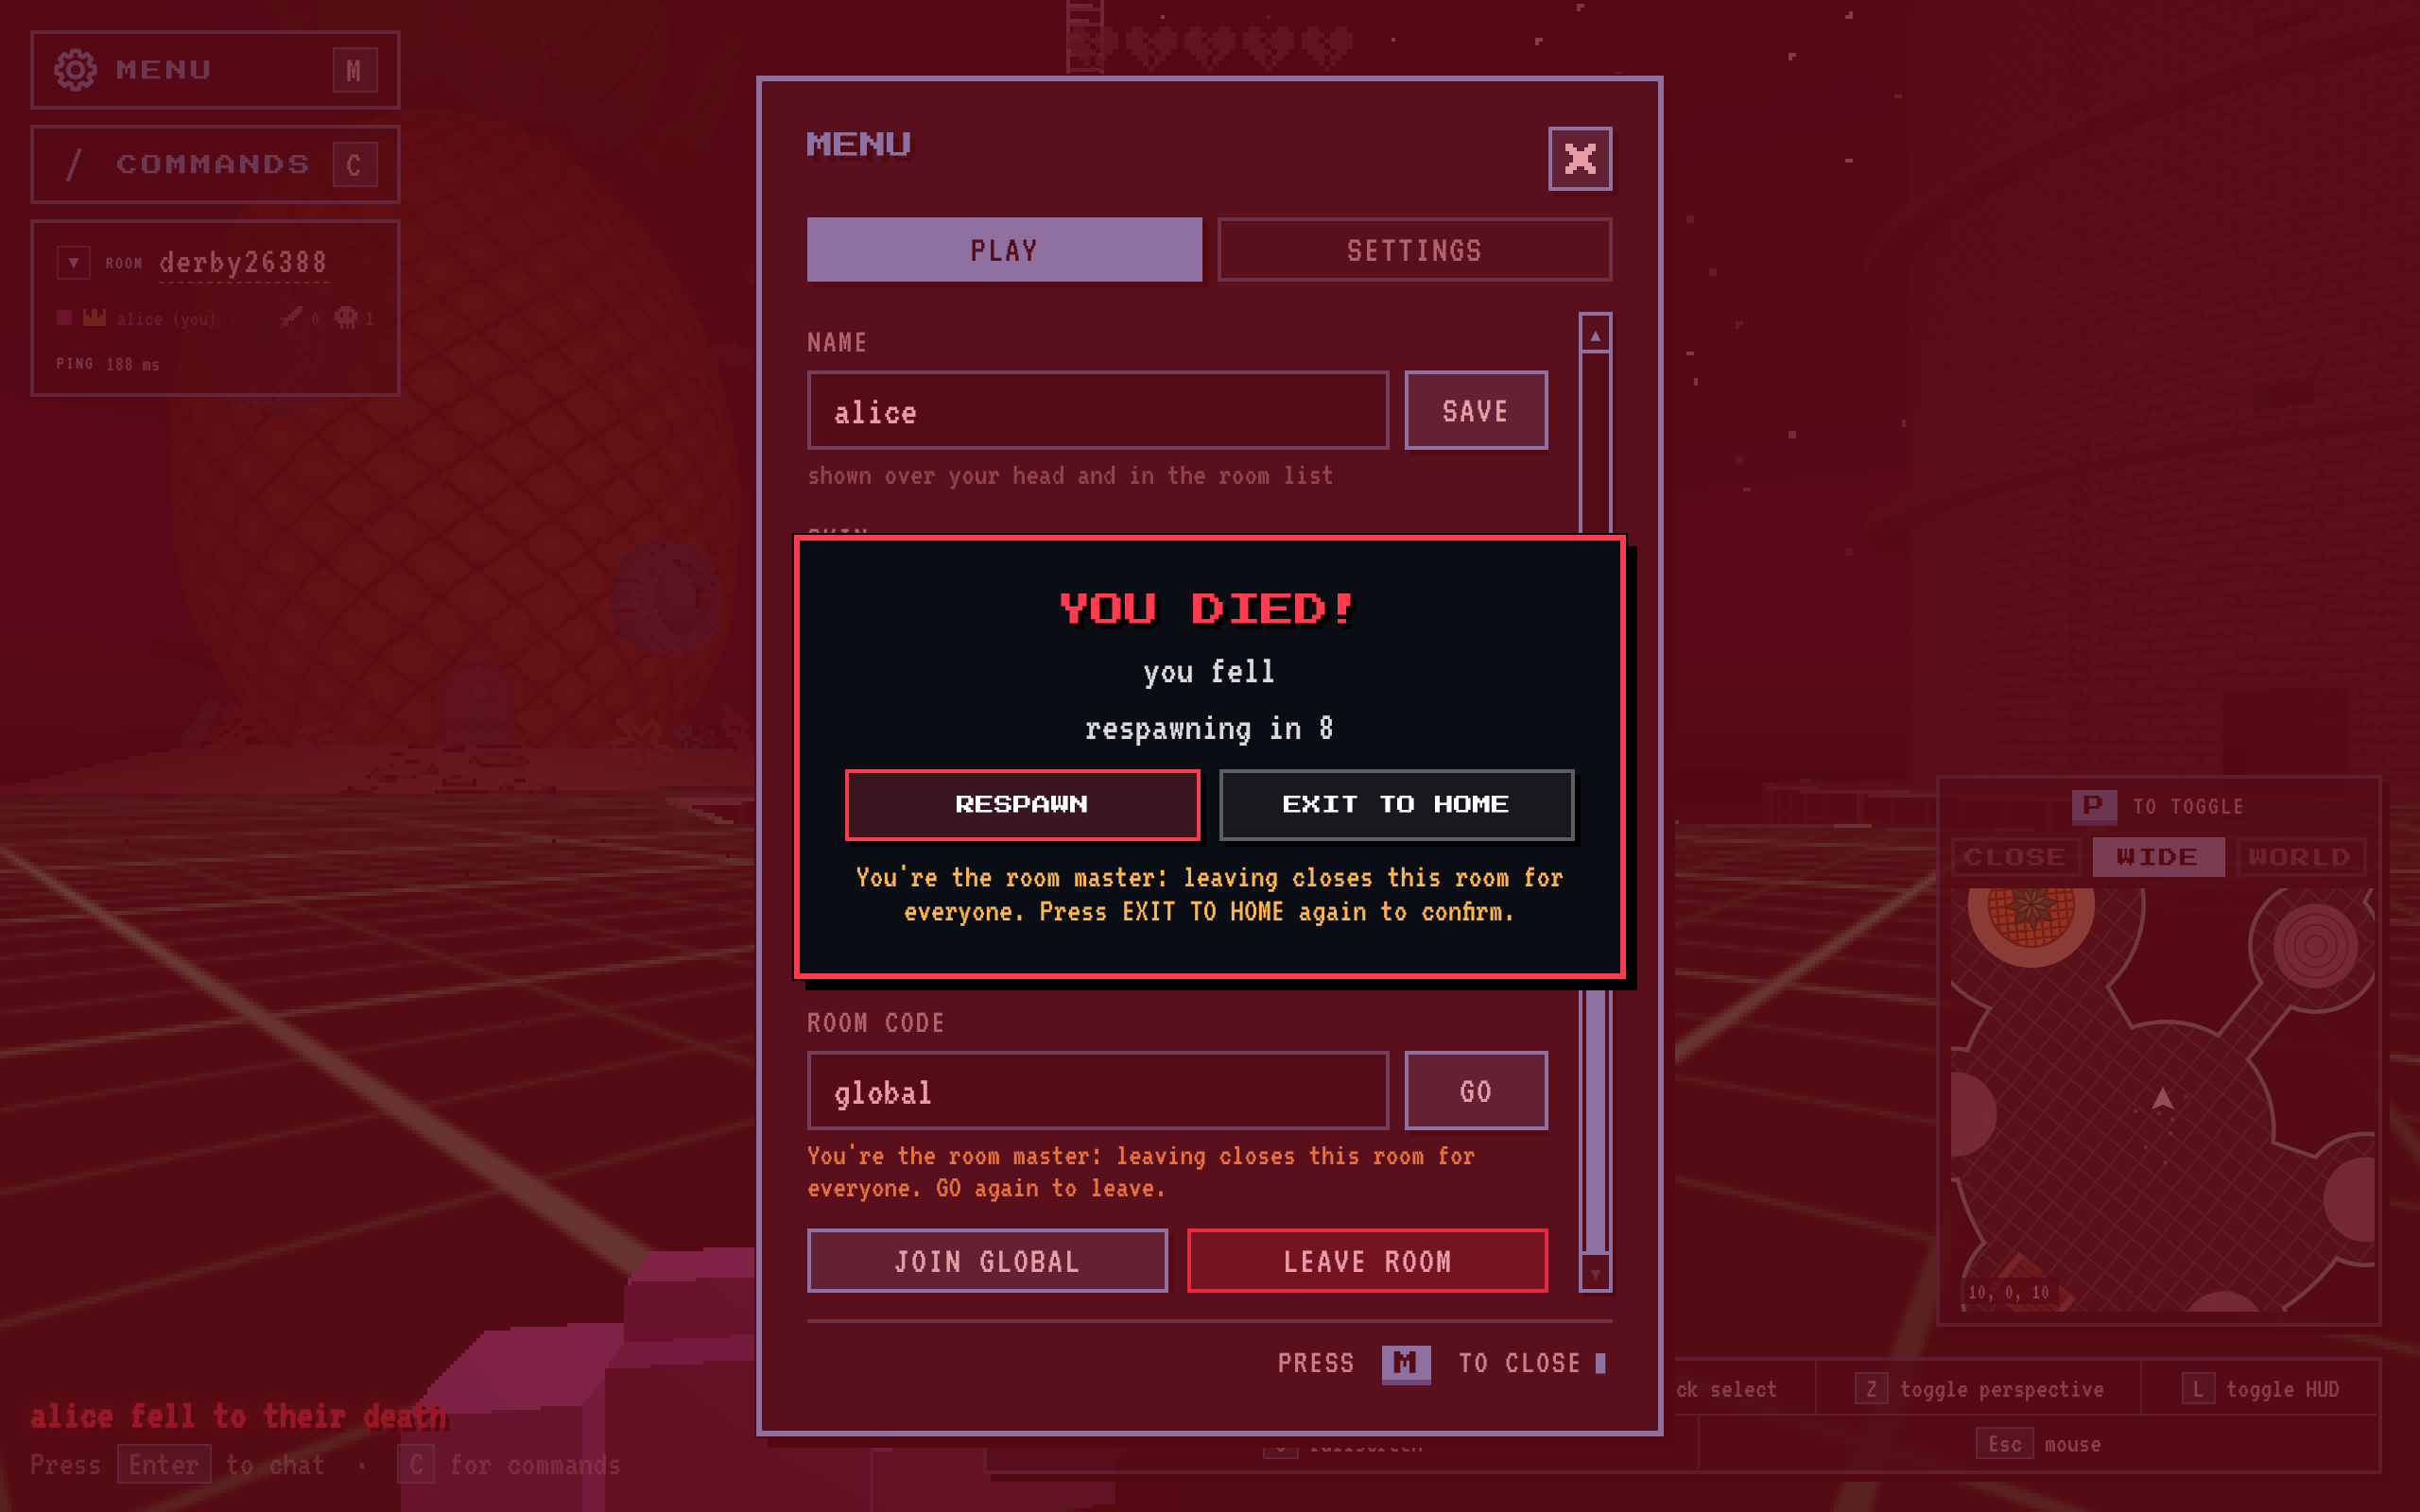 MENU M
/ COMMANDS C
▼ ROOM derby26388
alice (you) 0 1
PING 188 ms
MENU
PLAY SETTINGS
NAME
alice SAVE
shown over your head and in the room list
YOU DIED!
you fell
respawning in 8
RESPAWN EXIT TO HOME
You're the room master: leaving closes this room for
everyone. Press EXIT TO HOME again to confirm.
ROOM CODE
global GO
You're the room master: leaving closes this room for
everyone. GO again to leave.
JOIN GLOBAL LEAVE ROOM
PRESS M TO CLOSE
P TO TOGGLE
CLOSE WIDE WORLD
10, 0, 10
select Z toggle perspective L toggle HUD
Esc mouse
alice fell to their death
Press Enter to chat · C for commands